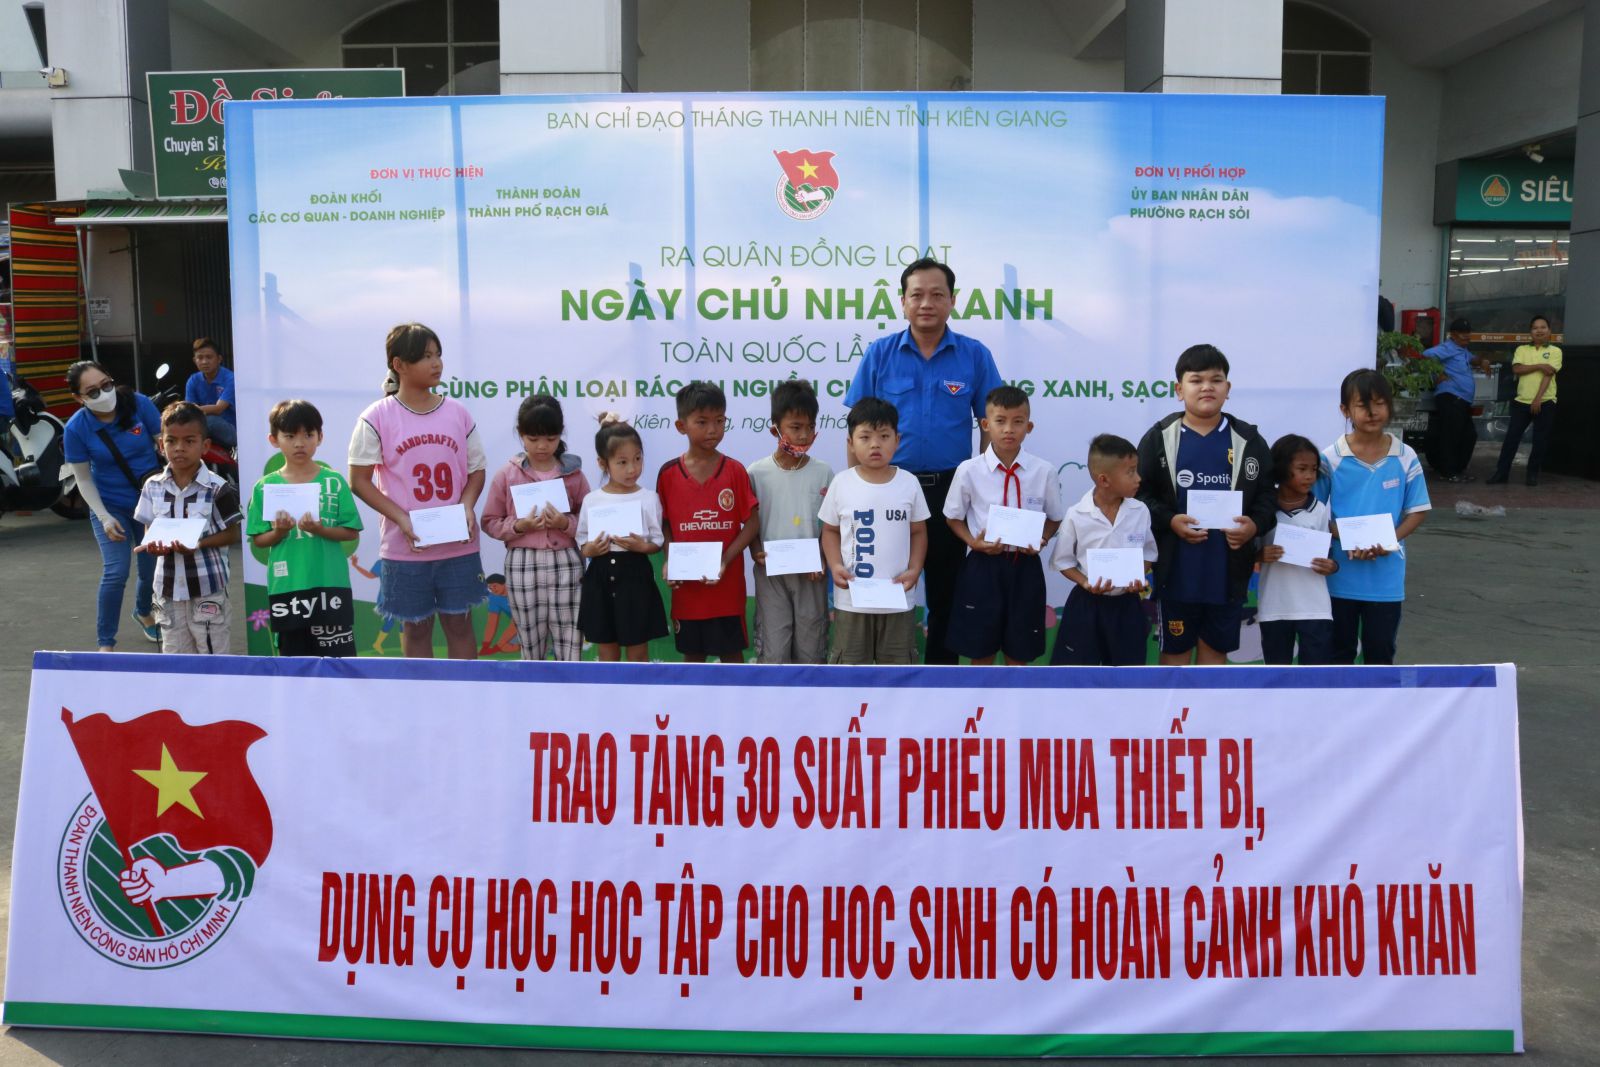 Chuyên Sỉ &
BAN CHỈ ĐẠO THÁNG THANH NIÊN TỈNH KIÊN GIANG
ĐƠN VỊ THỰC HIỆN
ĐOÀN KHỐI
CÁC CƠ QUAN - DOANH NGHIỆP
THÀNH ĐOÀN
THÀNH PHỐ RẠCH GIÁ
ĐƠN VỊ PHỐI HỢP
ỦY BAN NHÂN DÂN
PHƯỜNG RẠCH SỎI
SIÊU
RA QUÂN ĐỒNG LOẠT
NGÀY CHỦ NHẬT XANH
TOÀN QUỐC LẦN
CÙNG PHÂN LOẠI RÁC TẠI NGUỒN XANH, SẠCH
Kiên
HANDCRAFTED
39
style
STYLE
CHEVROLET
POLO
USA
Spotify
TRAO TẶNG 30 SUẤT PHIẾU MUA THIẾT BỊ,
DỤNG CỤ HỌC HỌC TẬP CHO HỌC SINH CÓ HOÀN CẢNH KHÓ KHĂN
ĐOÀN THANH NIÊN CỘNG SẢN HỒ CHÍ MINH